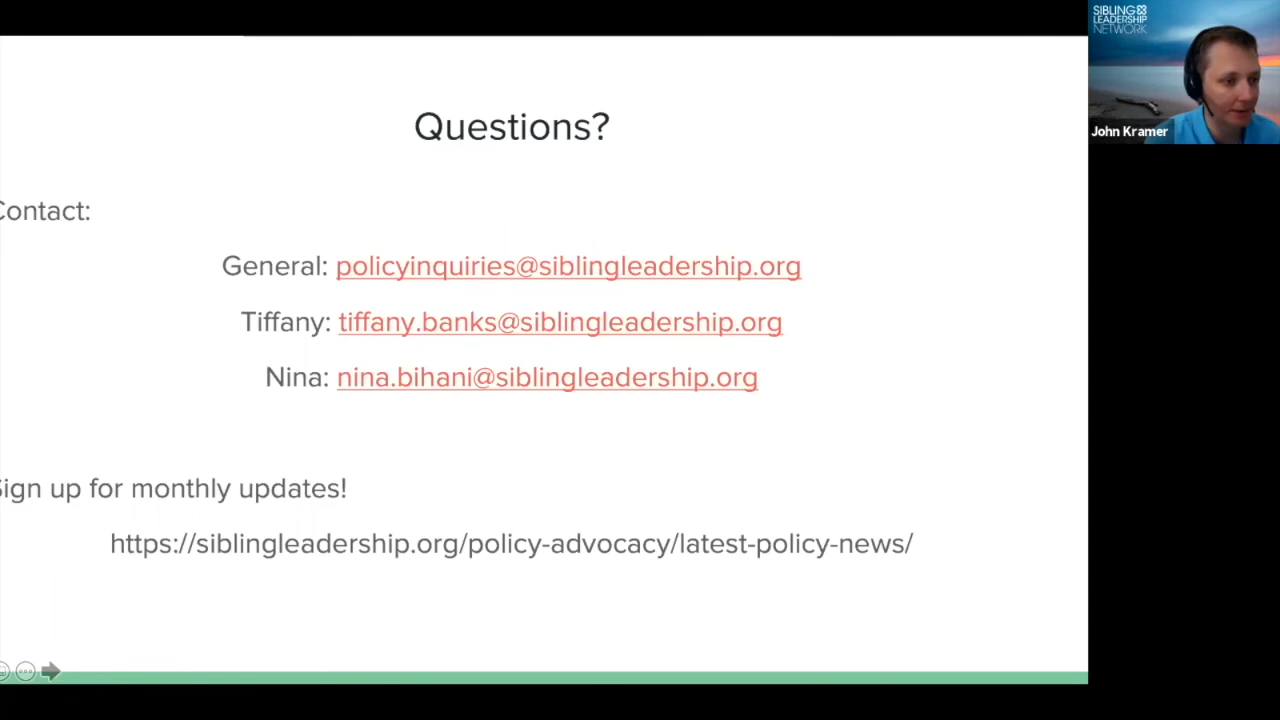 SIBLING
LEADERSHIP
NETWORK
John Kramer
Questions?
Contact:
General: policyinquiries@siblingleadership.org
Tiffany: tiffany.banks@siblingleadership.org
Nina: nina.bihani@siblingleadership.org
Sign up for monthly updates!
https://siblingleadership.org/policy-advocacy/latest-policy-news/